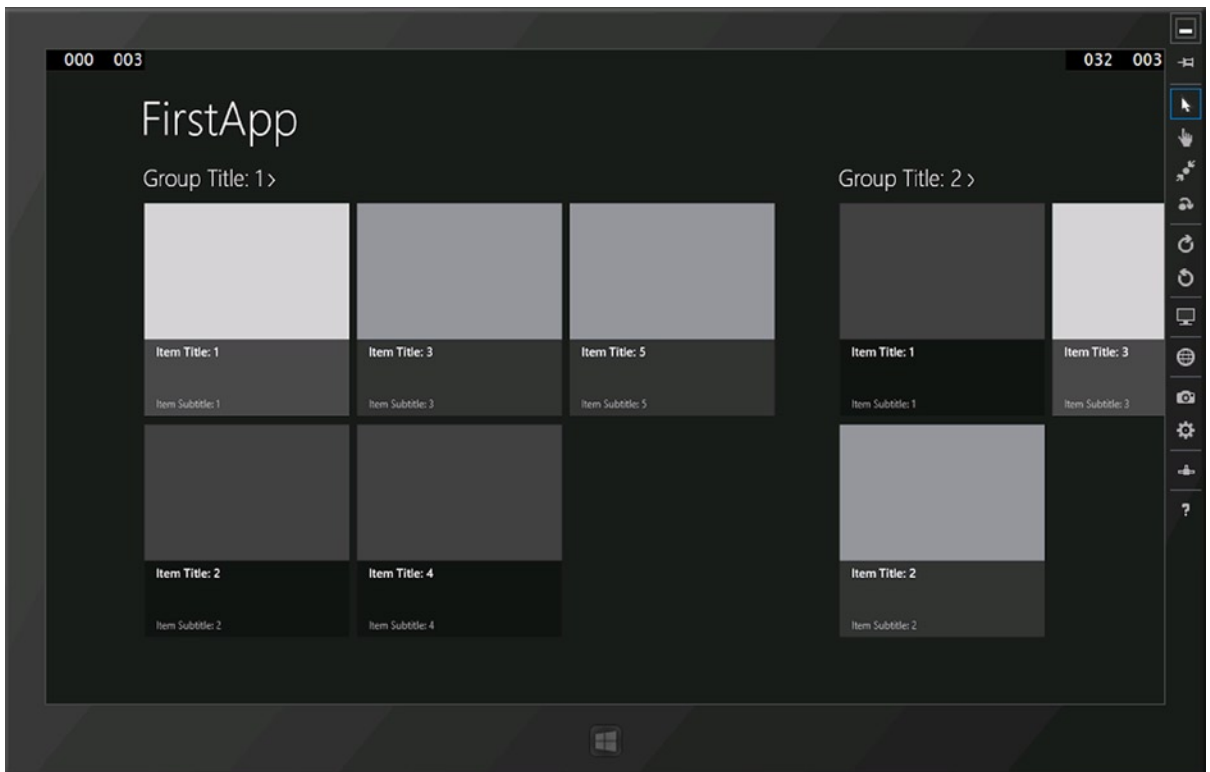 000 003
032 003
FirstApp
Group Title: 1>
Item Title: 1
Item Subtitle: 1
Item Title: 3
Item Subtitle: 3
Item Title: 5
Item Subtitle: 5
Item Title: 2
Item Subtitle: 2
Item Title: 4
Item Subtitle: 4
Group Title: 2 >
Item Title: 1
Item Subtitle: 1
Item Title: 3
Item Subtitle: 3
Item Title: 2
Item Subtitle: 2
?